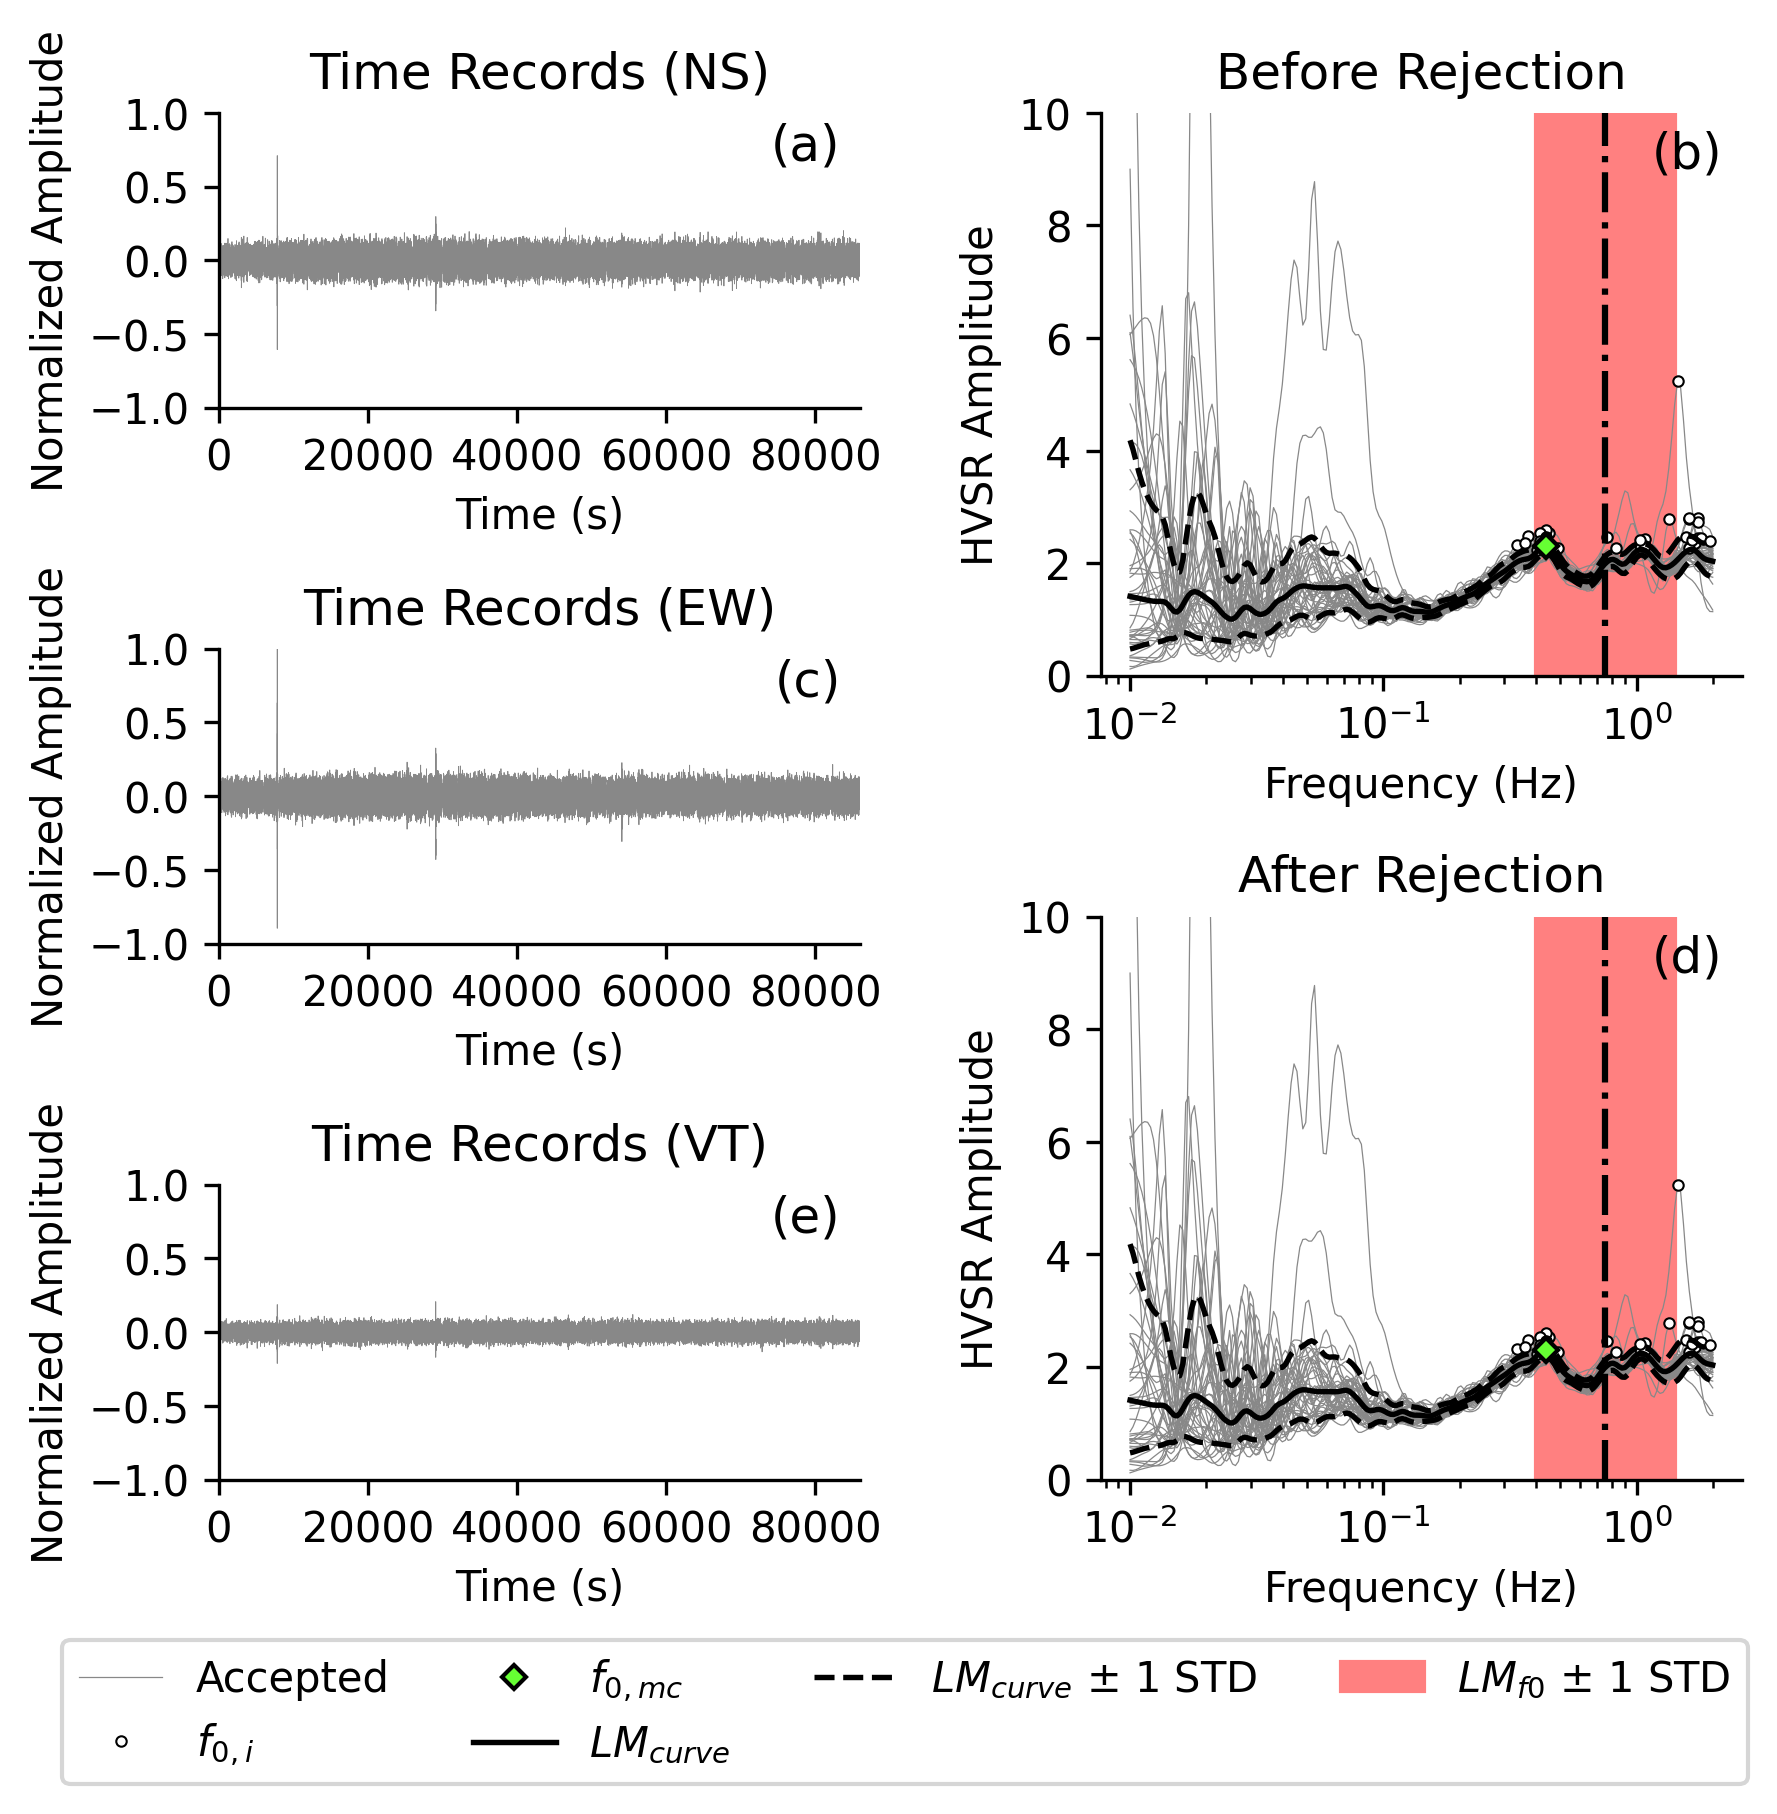 Time Records (NS)
Normalized Amplitude
1.0
0.5
0.0
−0.5
−1.0
(a)
0 20000 40000 60000 80000
Time (s)
Before Rejection
HVSR Amplitude
10
8
6
4
2
0
(b)
10⁻² 10⁻¹ 10⁰
Frequency (Hz)
Time Records (EW)
Normalized Amplitude
1.0
0.5
0.0
−0.5
−1.0
(c)
0 20000 40000 60000 80000
Time (s)
After Rejection
HVSR Amplitude
10
8
6
4
2
0
(d)
10⁻² 10⁻¹ 10⁰
Frequency (Hz)
Time Records (VT)
Normalized Amplitude
1.0
0.5
0.0
−0.5
−1.0
(e)
0 20000 40000 60000 80000
Time (s)
Accepted
f0,i
f0,mc
LMcurve
LMcurve ± 1 STD
LMf0 ± 1 STD